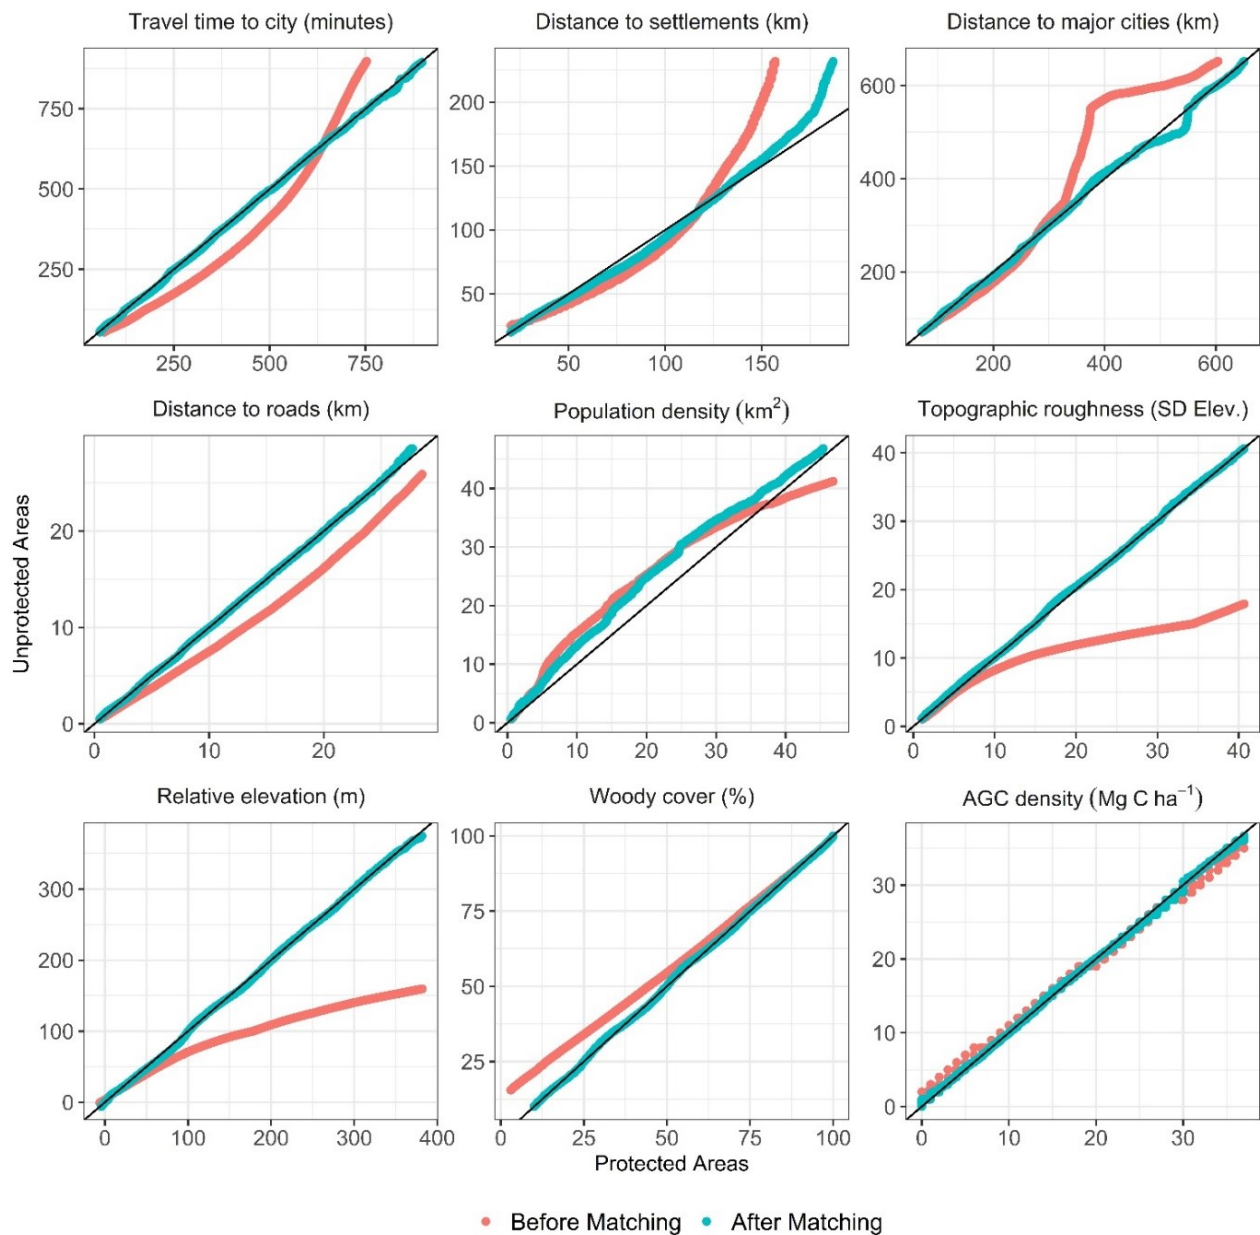 Travel time to city (minutes) Distance to settlements (km) Distance to major cities (km)
750 200 600
500 150 400
250 100 200
50
250 500 750 50 100 150 200 400 600
Distance to roads (km) Population density (km²) Topographic roughness (SD Elev.)
Unprotected Areas
20 40 40
10 30 30
0 20 20
10 10
0 0
0 10 20 0 10 20 30 40 0 10 20 30 40
Relative elevation (m) Woody cover (%) AGC density (Mg C ha⁻¹)
300 100 30
200 75 20
100 50 10
0 25 0
0 100 200 300 400 0 25 50 75 100 0 10 20 30
Protected Areas
Before Matching After Matching